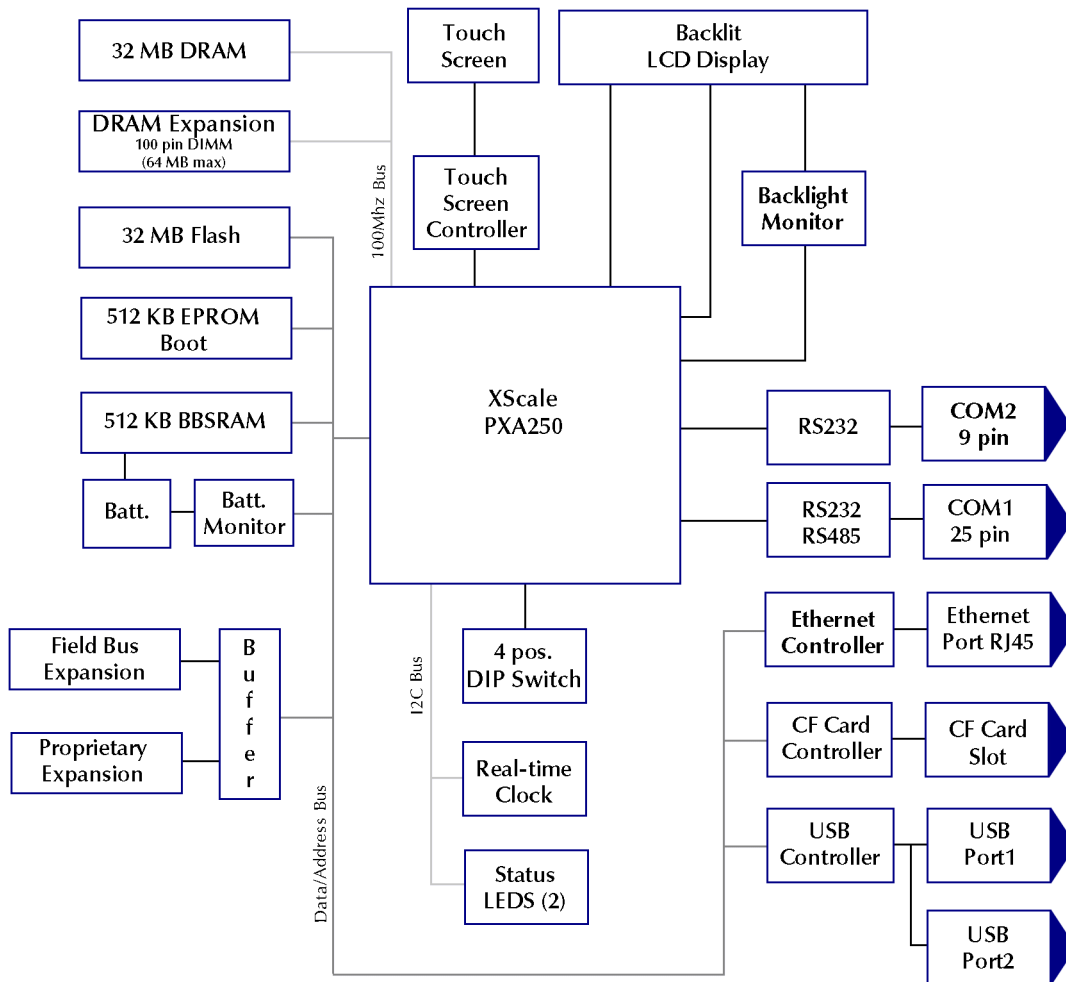 32 MB DRAM
Touch
Screen
Backlit
LCD Display
DRAM Expansion
100 pin DIMM
(64 MB max)
100Mhz Bus
Touch
Screen
Controller
Backlight
Monitor
32 MB Flash
512 KB EPROM
Boot
512 KB BBSRAM
XScale
PXA250
RS232
COM2
9 pin
Batt.
Batt.
Monitor
RS232
RS485
COM1
25 pin
Field Bus
Expansion
Buffer
Proprietary
Expansion
Data/Address Bus
I2C Bus
4 pos.
DIP Switch
Real-time
Clock
Status
LEDS (2)
Ethernet
Controller
Ethernet
Port RJ45
CF Card
Controller
CF Card
Slot
USB
Controller
USB
Port1
USB
Port2